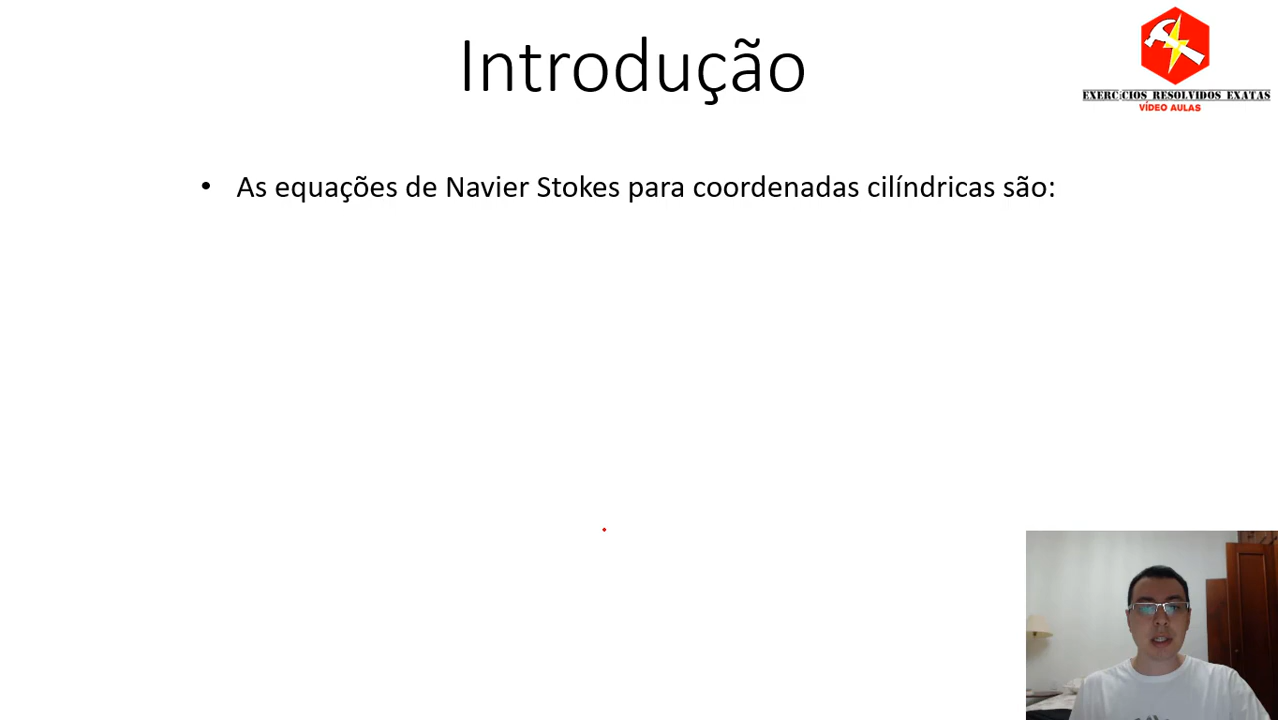 Introdução
EXERCíCIOS RESOLVIDOS EXATAS
VÍDEO AULAS
• As equações de Navier Stokes para coordenadas cilíndricas são: